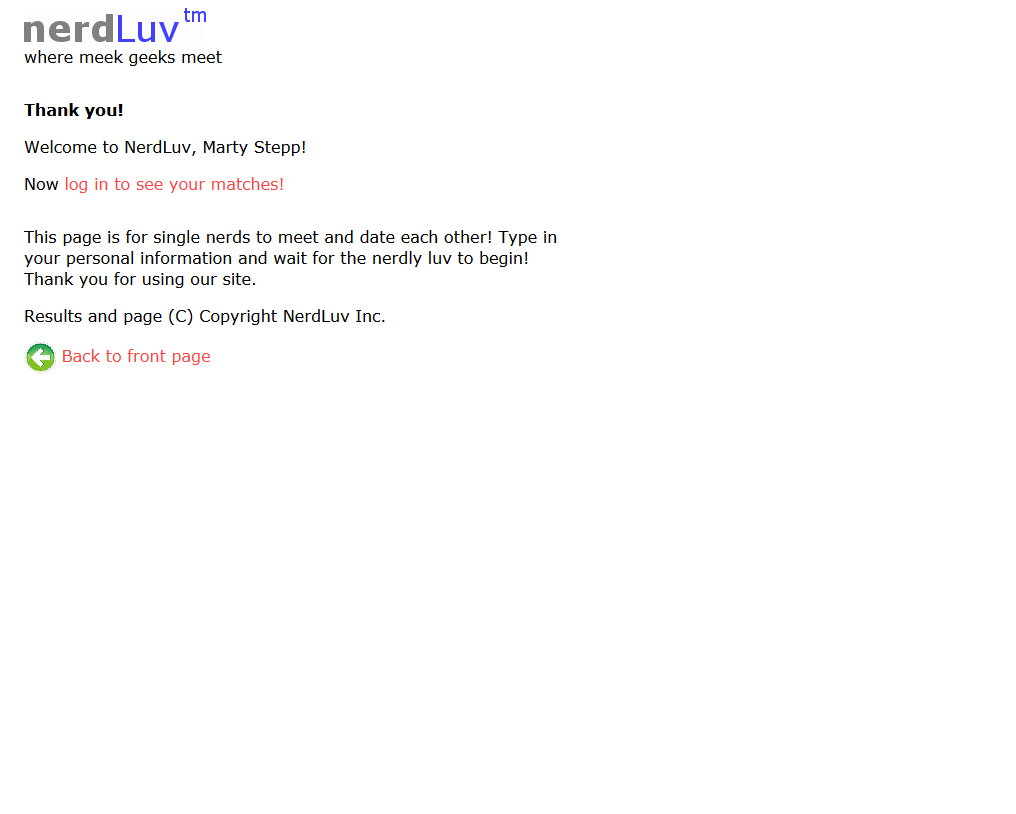 nerdLuv™
where meek geeks meet
Thank you!
Welcome to NerdLuv, Marty Stepp!
Now log in to see your matches!
This page is for single nerds to meet and date each other! Type in
your personal information and wait for the nerdly luv to begin!
Thank you for using our site.
Results and page (C) Copyright NerdLuv Inc.
Back to front page